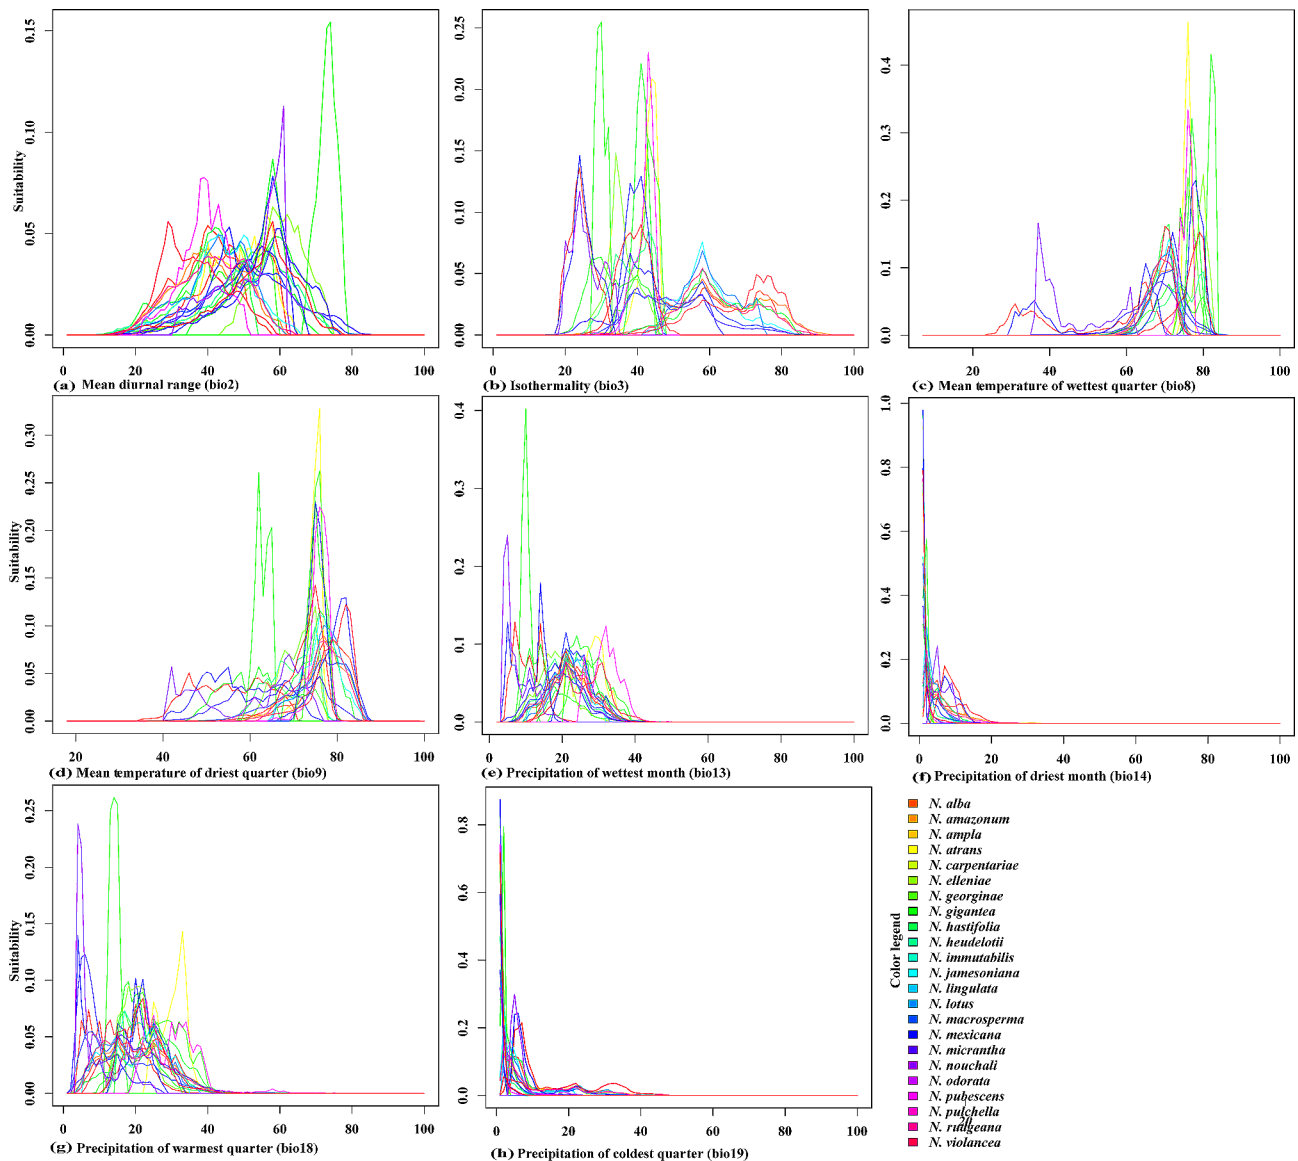 Suitability
0.00 0.05 0.10 0.15
0 20 40 60 80 100
(a) Mean diurnal range (bio2)
0.00 0.05 0.10 0.15 0.20 0.25
0 20 40 60 80 100
(b) Isothermality (bio3)
0.0 0.1 0.2 0.3 0.4
20 40 60 80 100
(c) Mean temperature of wettest quarter (bio8)
Suitability
0.00 0.05 0.10 0.15 0.20 0.25 0.30
20 40 60 80 100
(d) Mean temperature of driest quarter (bio9)
0.0 0.1 0.2 0.3 0.4
0 20 40 60 80 100
(e) Precipitation of wettest month (bio13)
0.0 0.2 0.4 0.6 0.8 1.0
0 20 40 60 80 100
(f) Precipitation of driest month (bio14)
Suitability
0.00 0.05 0.10 0.15 0.20 0.25
0 20 40 60 80 100
(g) Precipitation of warmest quarter (bio18)
0.0 0.2 0.4 0.6 0.8
0 20 40 60 80 100
(h) Precipitation of coldest quarter (bio19)
Color legend
N. alba
N. amazonum
N. ampla
N. atrans
N. carpentariae
N. elleniae
N. georginae
N. gigantea
N. hastifolia
N. heudelotii
N. immutabilis
N. jamesoniana
N. lingulata
N. lotus
N. macrosperma
N. mexicana
N. micrantha
N. nouchali
N. odorata
N. pubescens
N. pulchella
20
N. rudgeana
N. violancea